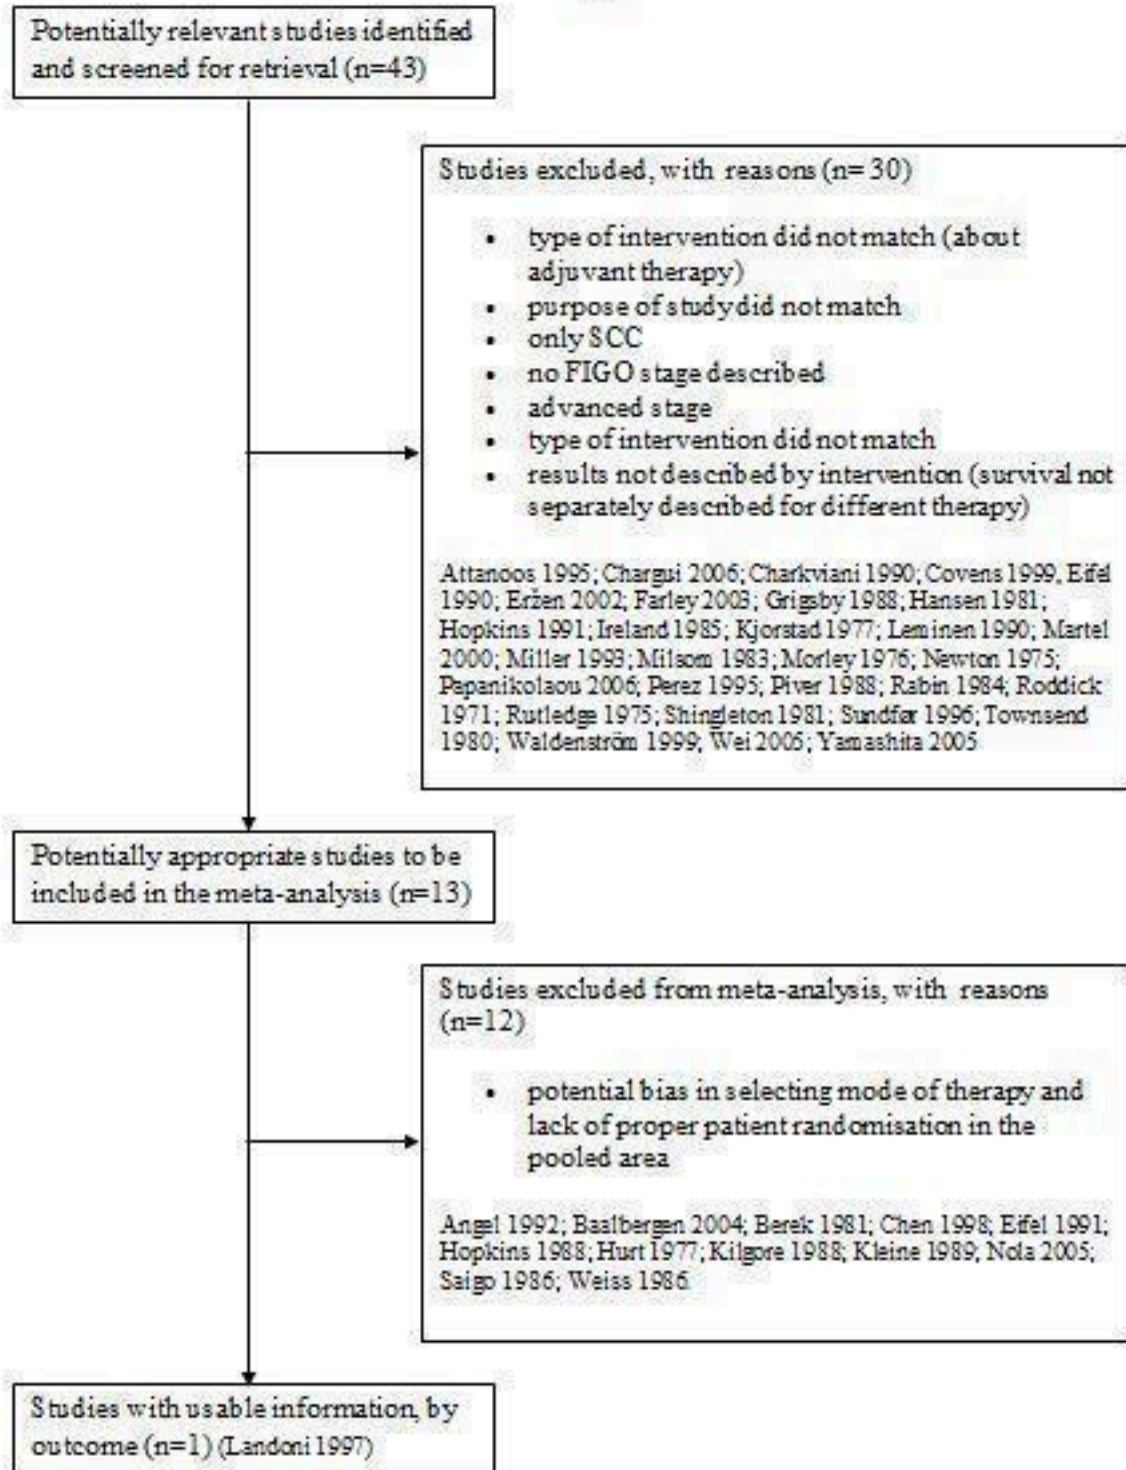 Potentially relevant studies identified
and screened for retrieval (n=43)
Studies excluded, with reasons (n= 30)
• type of intervention did not match (about
adjuvant therapy)
• purpose of study did not match
• only SCC
• no FIGO stage described
• advanced stage
• type of intervention did not match
• results not described by intervention (survival not
separately described for different therapy)
Attanoos 1995; Chargui 2006; Charkviani 1990; Covens 1999, Eifel
1990; Eržen 2002; Farley 2003; Grigsby 1988; Hansen 1981;
Hopkins 1991; Ireland 1985; Kjorstad 1977; Leminen 1990; Martel
2000; Miller 1993; Milsom 1983; Morley 1976; Newton 1975;
Papanikolaou 2006; Perez 1995; Piver 1988; Rabin 1984; Roddick
1971; Rutledge 1975; Shingleton 1981; Sundfør 1996; Townsend
1980; Waldenström 1999; Wei 2005; Yamashita 2005
Potentially appropriate studies to be
included in the meta-analysis (n=13)
Studies excluded from meta-analysis, with reasons
(n=12)
• potential bias in selecting mode of therapy and
lack of proper patient randomisation in the
pooled area
Angel 1992; Baalbergen 2004; Berek 1981; Chen 1998; Eifel 1991;
Hopkins 1988; Hurt 1977; Kilgore 1988; Kleine 1989; Nola 2005;
Saigo 1986; Weiss 1986.
Studies with usable information, by
outcome (n=1) (Landoni 1997)